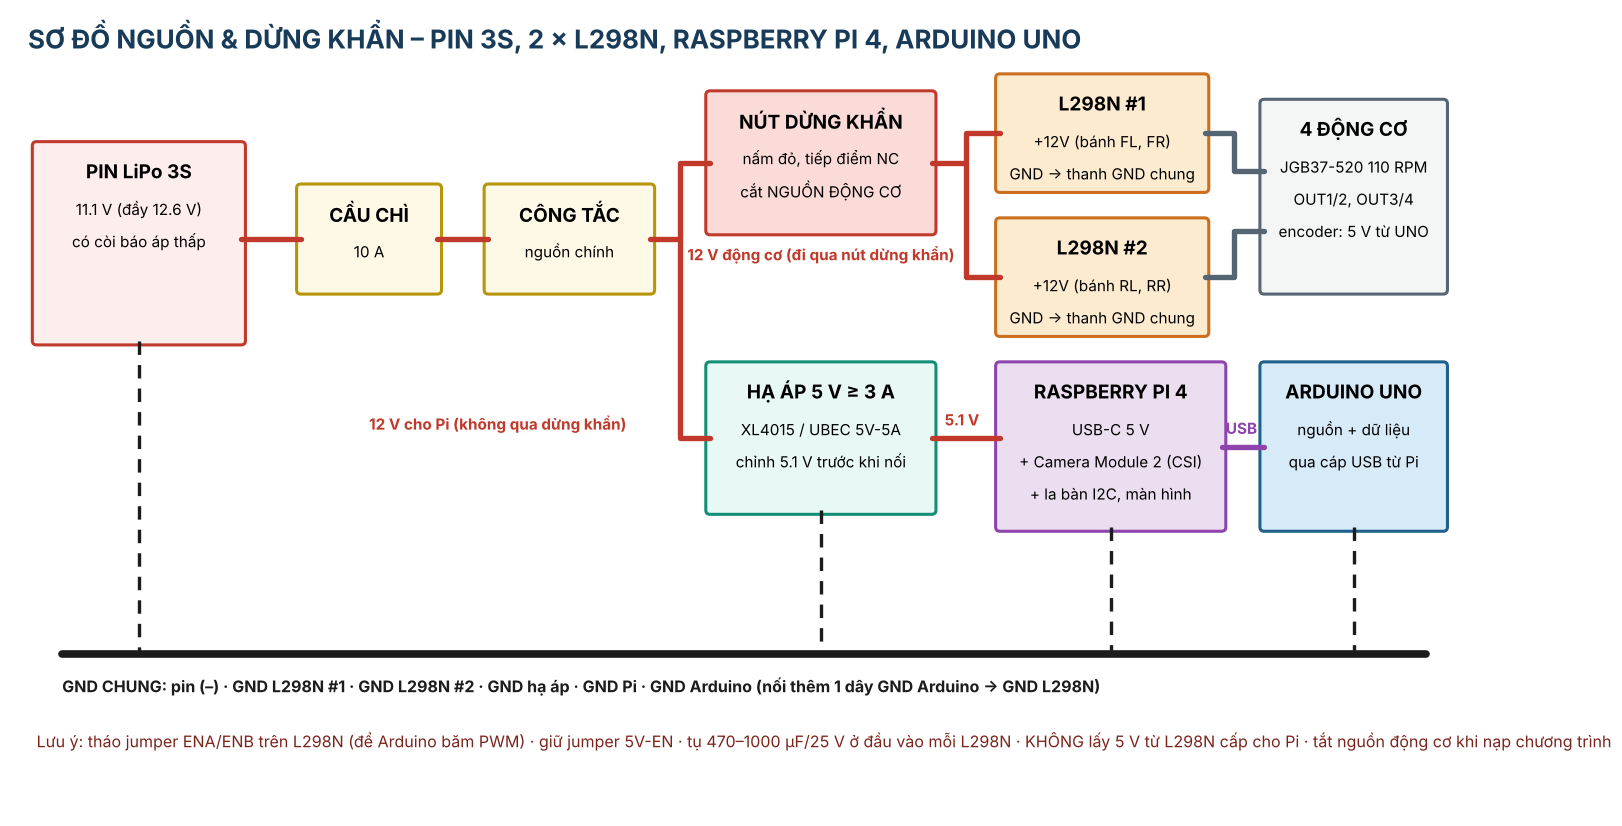 SƠ ĐỒ NGUỒN & DỪNG KHẨN – PIN 3S, 2 × L298N, RASPBERRY PI 4, ARDUINO UNO
PIN LiPo 3S
11.1 V (đầy 12.6 V)
có còi báo áp thấp
CẦU CHÌ
10 A
CÔNG TẮC
nguồn chính
NÚT DỪNG KHẨN
nấm đỏ, tiếp điểm NC
cắt NGUỒN ĐỘNG CƠ
12 V động cơ (đi qua nút dừng khẩn)
L298N #1
+12V (bánh FL, FR)
GND → thanh GND chung
L298N #2
+12V (bánh RL, RR)
GND → thanh GND chung
4 ĐỘNG CƠ
JGB37-520 110 RPM
OUT1/2, OUT3/4
encoder: 5 V từ UNO
12 V cho Pi (không qua dừng khẩn)
HẠ ÁP 5 V ≥ 3 A
XL4015 / UBEC 5V-5A
chỉnh 5.1 V trước khi nối
5.1 V
RASPBERRY PI 4
USB-C 5 V
+ Camera Module 2 (CSI)
+ la bàn I2C, màn hình
USB
ARDUINO UNO
nguồn + dữ liệu
qua cáp USB từ Pi
GND CHUNG: pin (–) · GND L298N #1 · GND L298N #2 · GND hạ áp · GND Pi · GND Arduino (nối thêm 1 dây GND Arduino → GND L298N)
Lưu ý: tháo jumper ENA/ENB trên L298N (để Arduino băm PWM) · giữ jumper 5V-EN · tụ 470–1000 µF/25 V ở đầu vào mỗi L298N · KHÔNG lấy 5 V từ L298N cấp cho Pi · tắt nguồn động cơ khi nạp chương trình